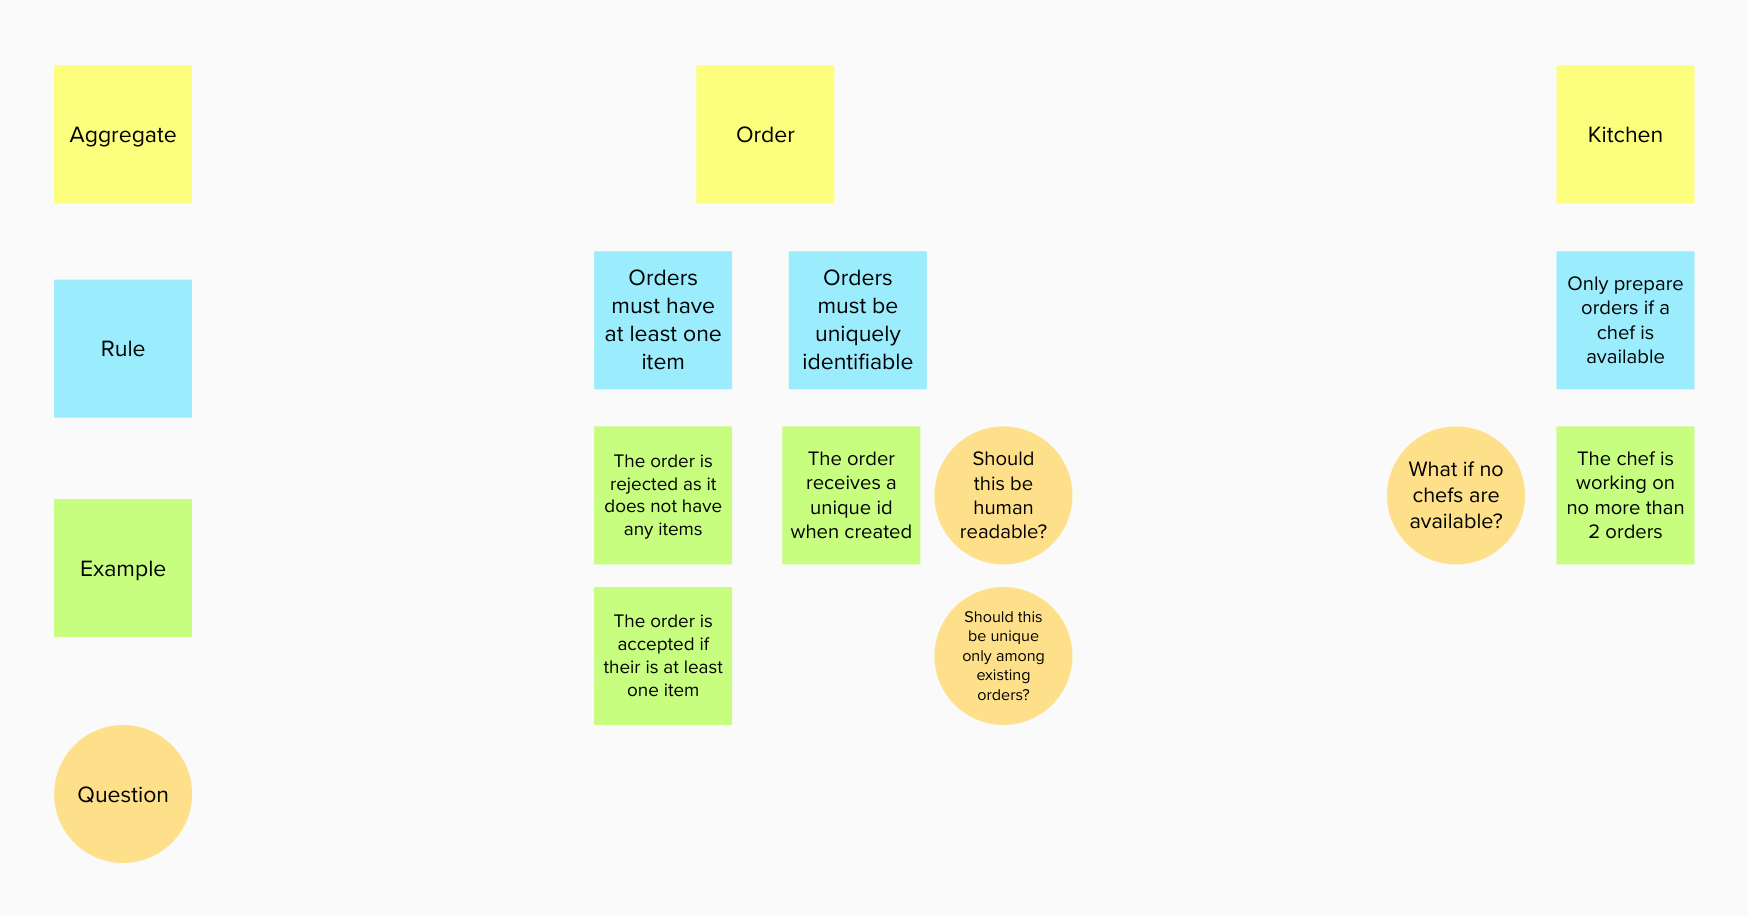 Aggregate
Order
Kitchen
Rule
Orders
must have
at least one
item
Orders
must be
uniquely
identifiable
Only prepare
orders if a
chef is
available
Example
The order is
rejected as it
does not have
any items
The order
receives a
unique id
when created
Should
this be
human
readable?
What if no
chefs are
available?
The chef is
working on
no more than
2 orders
The order is
accepted if
their is at least
one item
Should this
be unique
only among
existing
orders?
Question